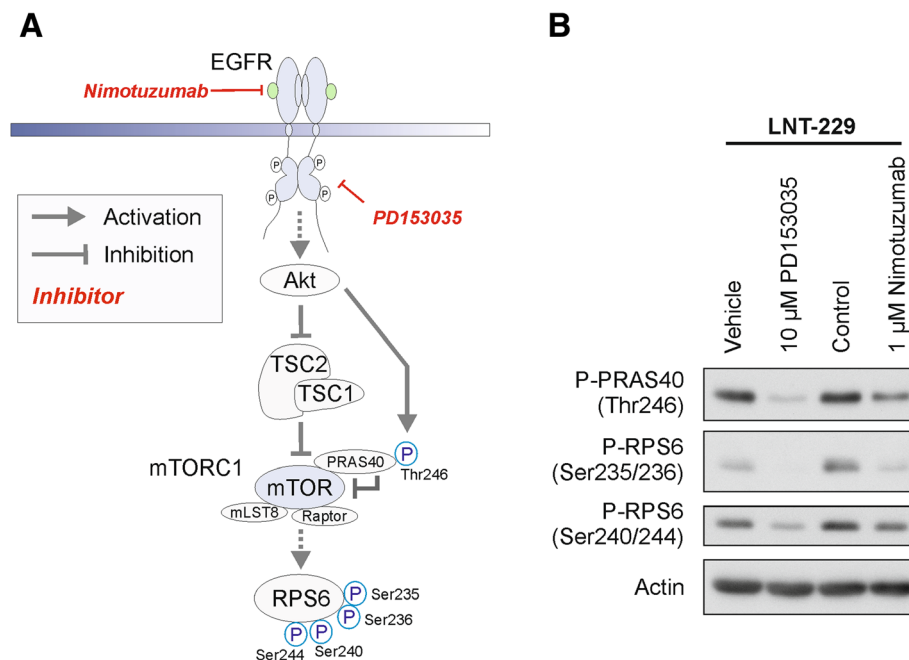 A
EGFR
Nimotuzumab
P
P
P
P
PD153035
Activation
Inhibition
Inhibitor
Akt
TSC2
TSC1
mTORC1
PRAS40
P
Thr246
mTOR
mLST8
Raptor
RPS6
P
Ser235
P
Ser236
P
P
Ser240
Ser244
B
LNT-229
Vehicle
10 µM PD153035
Control
1 µM Nimotuzumab
P-PRAS40
(Thr246)
P-RPS6
(Ser235/236)
P-RPS6
(Ser240/244)
Actin